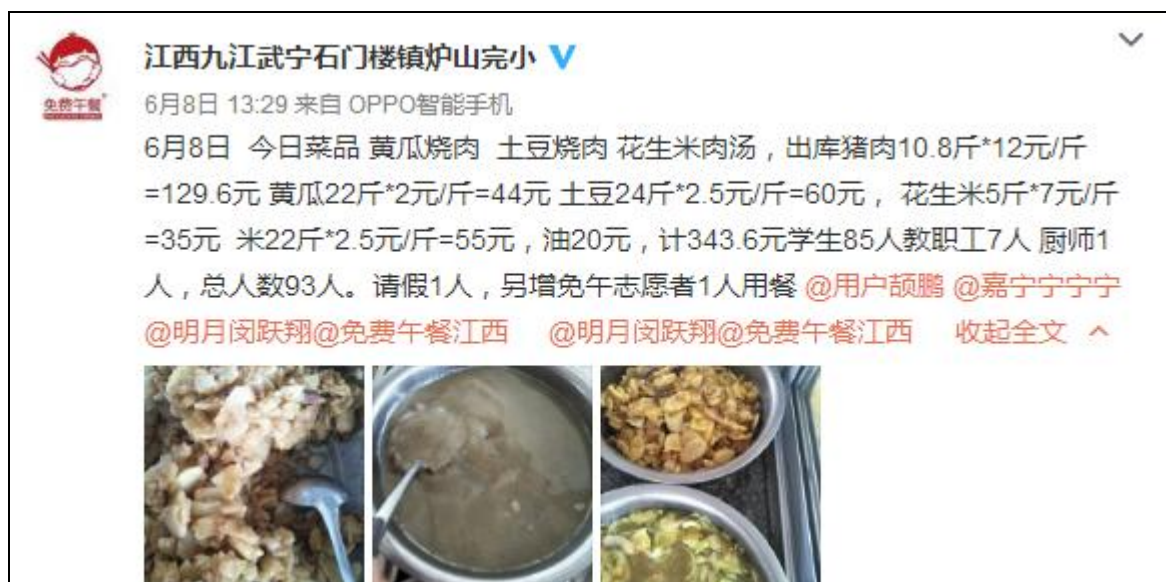 江西九江武宁石门楼镇炉山完小
免费午餐
6月8日 13:29 来自 OPPO智能手机
6月8日 今日菜品 黄瓜烧肉 土豆烧肉 花生米肉汤，出库猪肉10.8斤*12元/斤
=129.6元 黄瓜22斤*2元/斤=44元 土豆24斤*2.5元/斤=60元， 花生米5斤*7元/斤
=35元 米22斤*2.5元/斤=55元，油20元，计343.6元学生85人教职工7人 厨师1
人，总人数93人。请假1人，另增免午志愿者1人用餐 @用户颉鹏 @嘉宁宁宁宁
@明月闵跃翔@免费午餐江西 @明月闵跃翔@免费午餐江西 收起全文